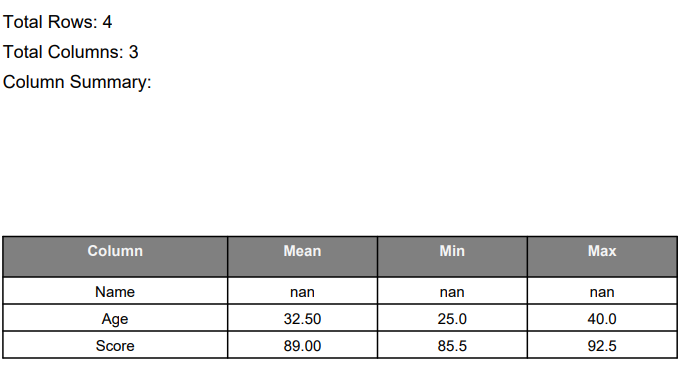 Total Rows: 4
Total Columns: 3
Column Summary:
Column Mean Min Max
Name nan nan nan
Age 32.50 25.0 40.0
Score 89.00 85.5 92.5